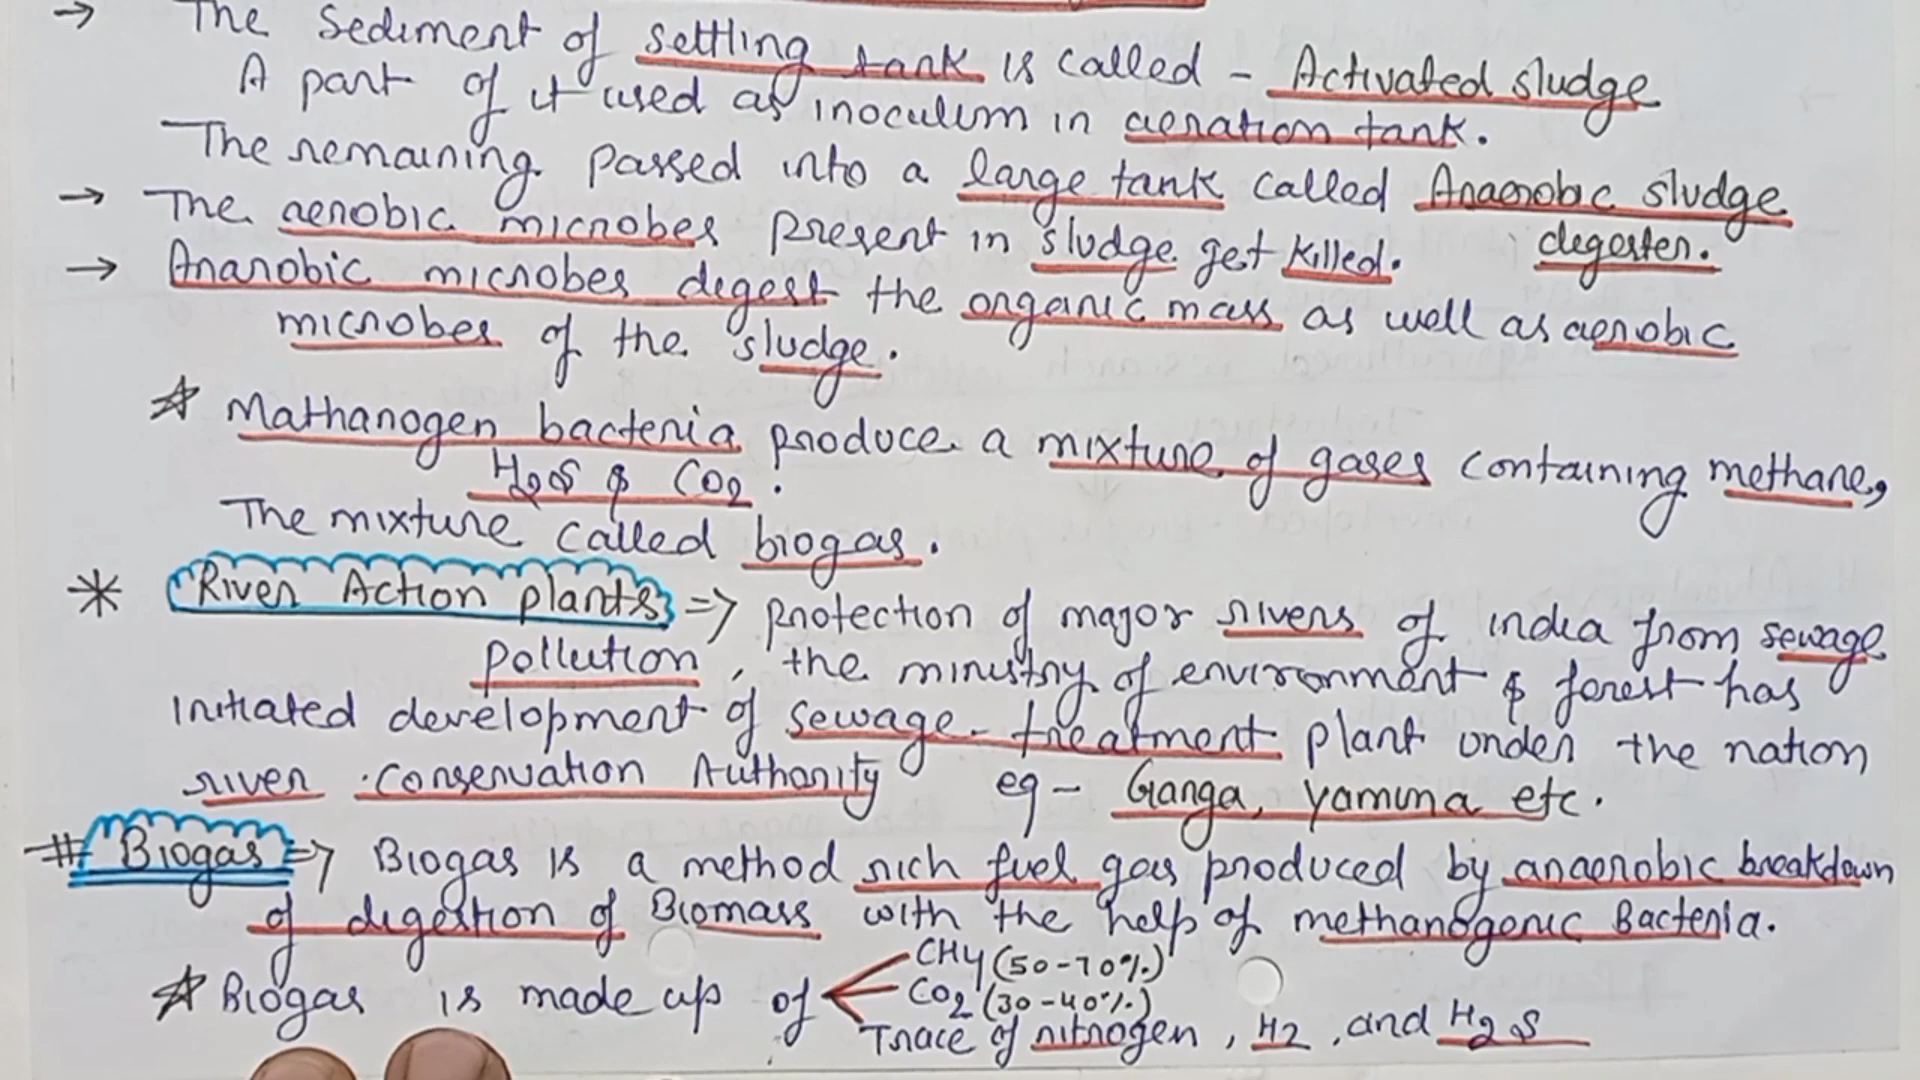 → The sediment of settling tank is called - Activated sludge
A part of it used as inoculum in aeration tank.
The remaining passed into a large tank called Anaerobic sludge digester.
→ The aerobic microbes present in sludge get killed.
→ Anarobic microbes digest the organic mass as well as aerobic
microbes of the sludge.
☆ Mathanogen bacteria produce a mixture of gases containing methane,
H2S & CO2.
The mixture called biogas.
* River Action plants => protection of major rivers of india from sewage
pollution, the ministry of environment & forest has
initiated development of sewage-treatment plant under the nation
river conservation Authority eg - Ganga, Yamuna etc.
# Biogas => Biogas is a method rich fuel gas produced by anaerobic breakdown
of digestion of Biomass with the help of methanogenic Bacteria.
☆ Biogas is made up of CH4 (50-70%)
CO2 (30-40%)
Trace of nitrogen, H2, and H2S